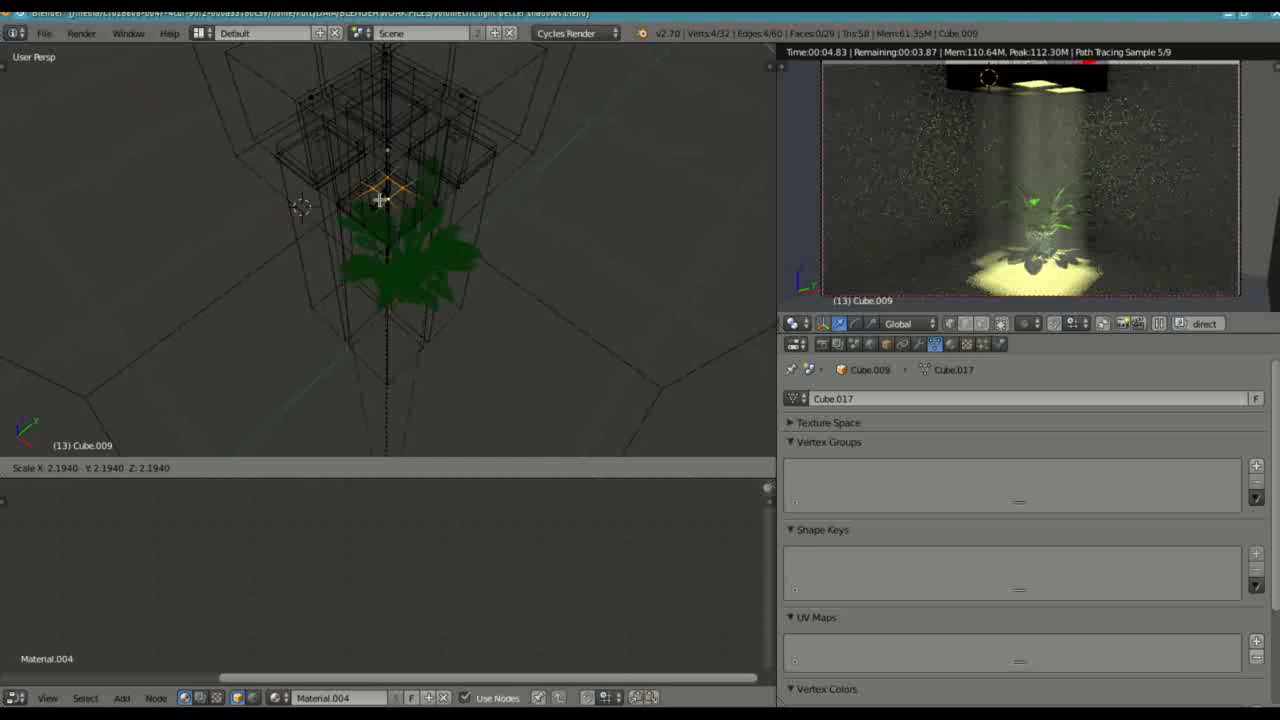 File Render Window Help Default Scene 2 Cycles Render v2.70 | Verts:4/32 | Edges:4/60 | Faces:0/29 | Tris:58 | Mem:61.35M | Cube.009
User Persp
Time:00:04.83 | Remaining:00:03.87 | Mem:110.64M, Peak:112.30M | Path Tracing Sample 5/9
(13) Cube.009
Global direct
Cube.009 Cube.017
Cube.017 F
Texture Space
Vertex Groups
(13) Cube.009
Scale X: 2.1940 Y: 2.1940 Z: 2.1940
Shape Keys
UV Maps
Material.004
Vertex Colors
View Select Add Node Material.004 F Use Nodes